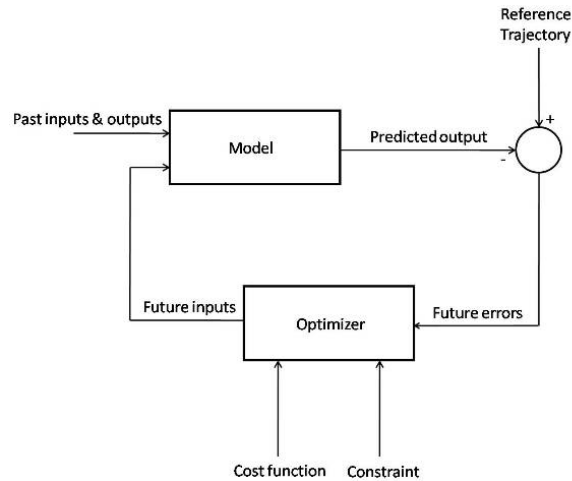 Reference
Trajectory
Past inputs & outputs
+
Model
Predicted output
-
Future inputs
Optimizer
Future errors
Cost function
Constraint